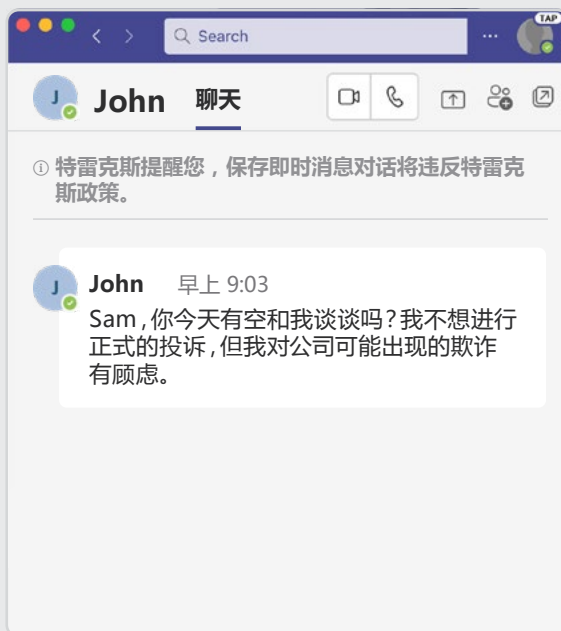 TAP
Search
J
John 聊天
特雷克斯提醒您，保存即时消息对话将违反特雷克
斯政策。
J
John 早上 9:03
Sam，你今天有空和我谈谈吗？我不想进行
正式的投诉，但我对公司可能出现的欺诈
有顾虑。